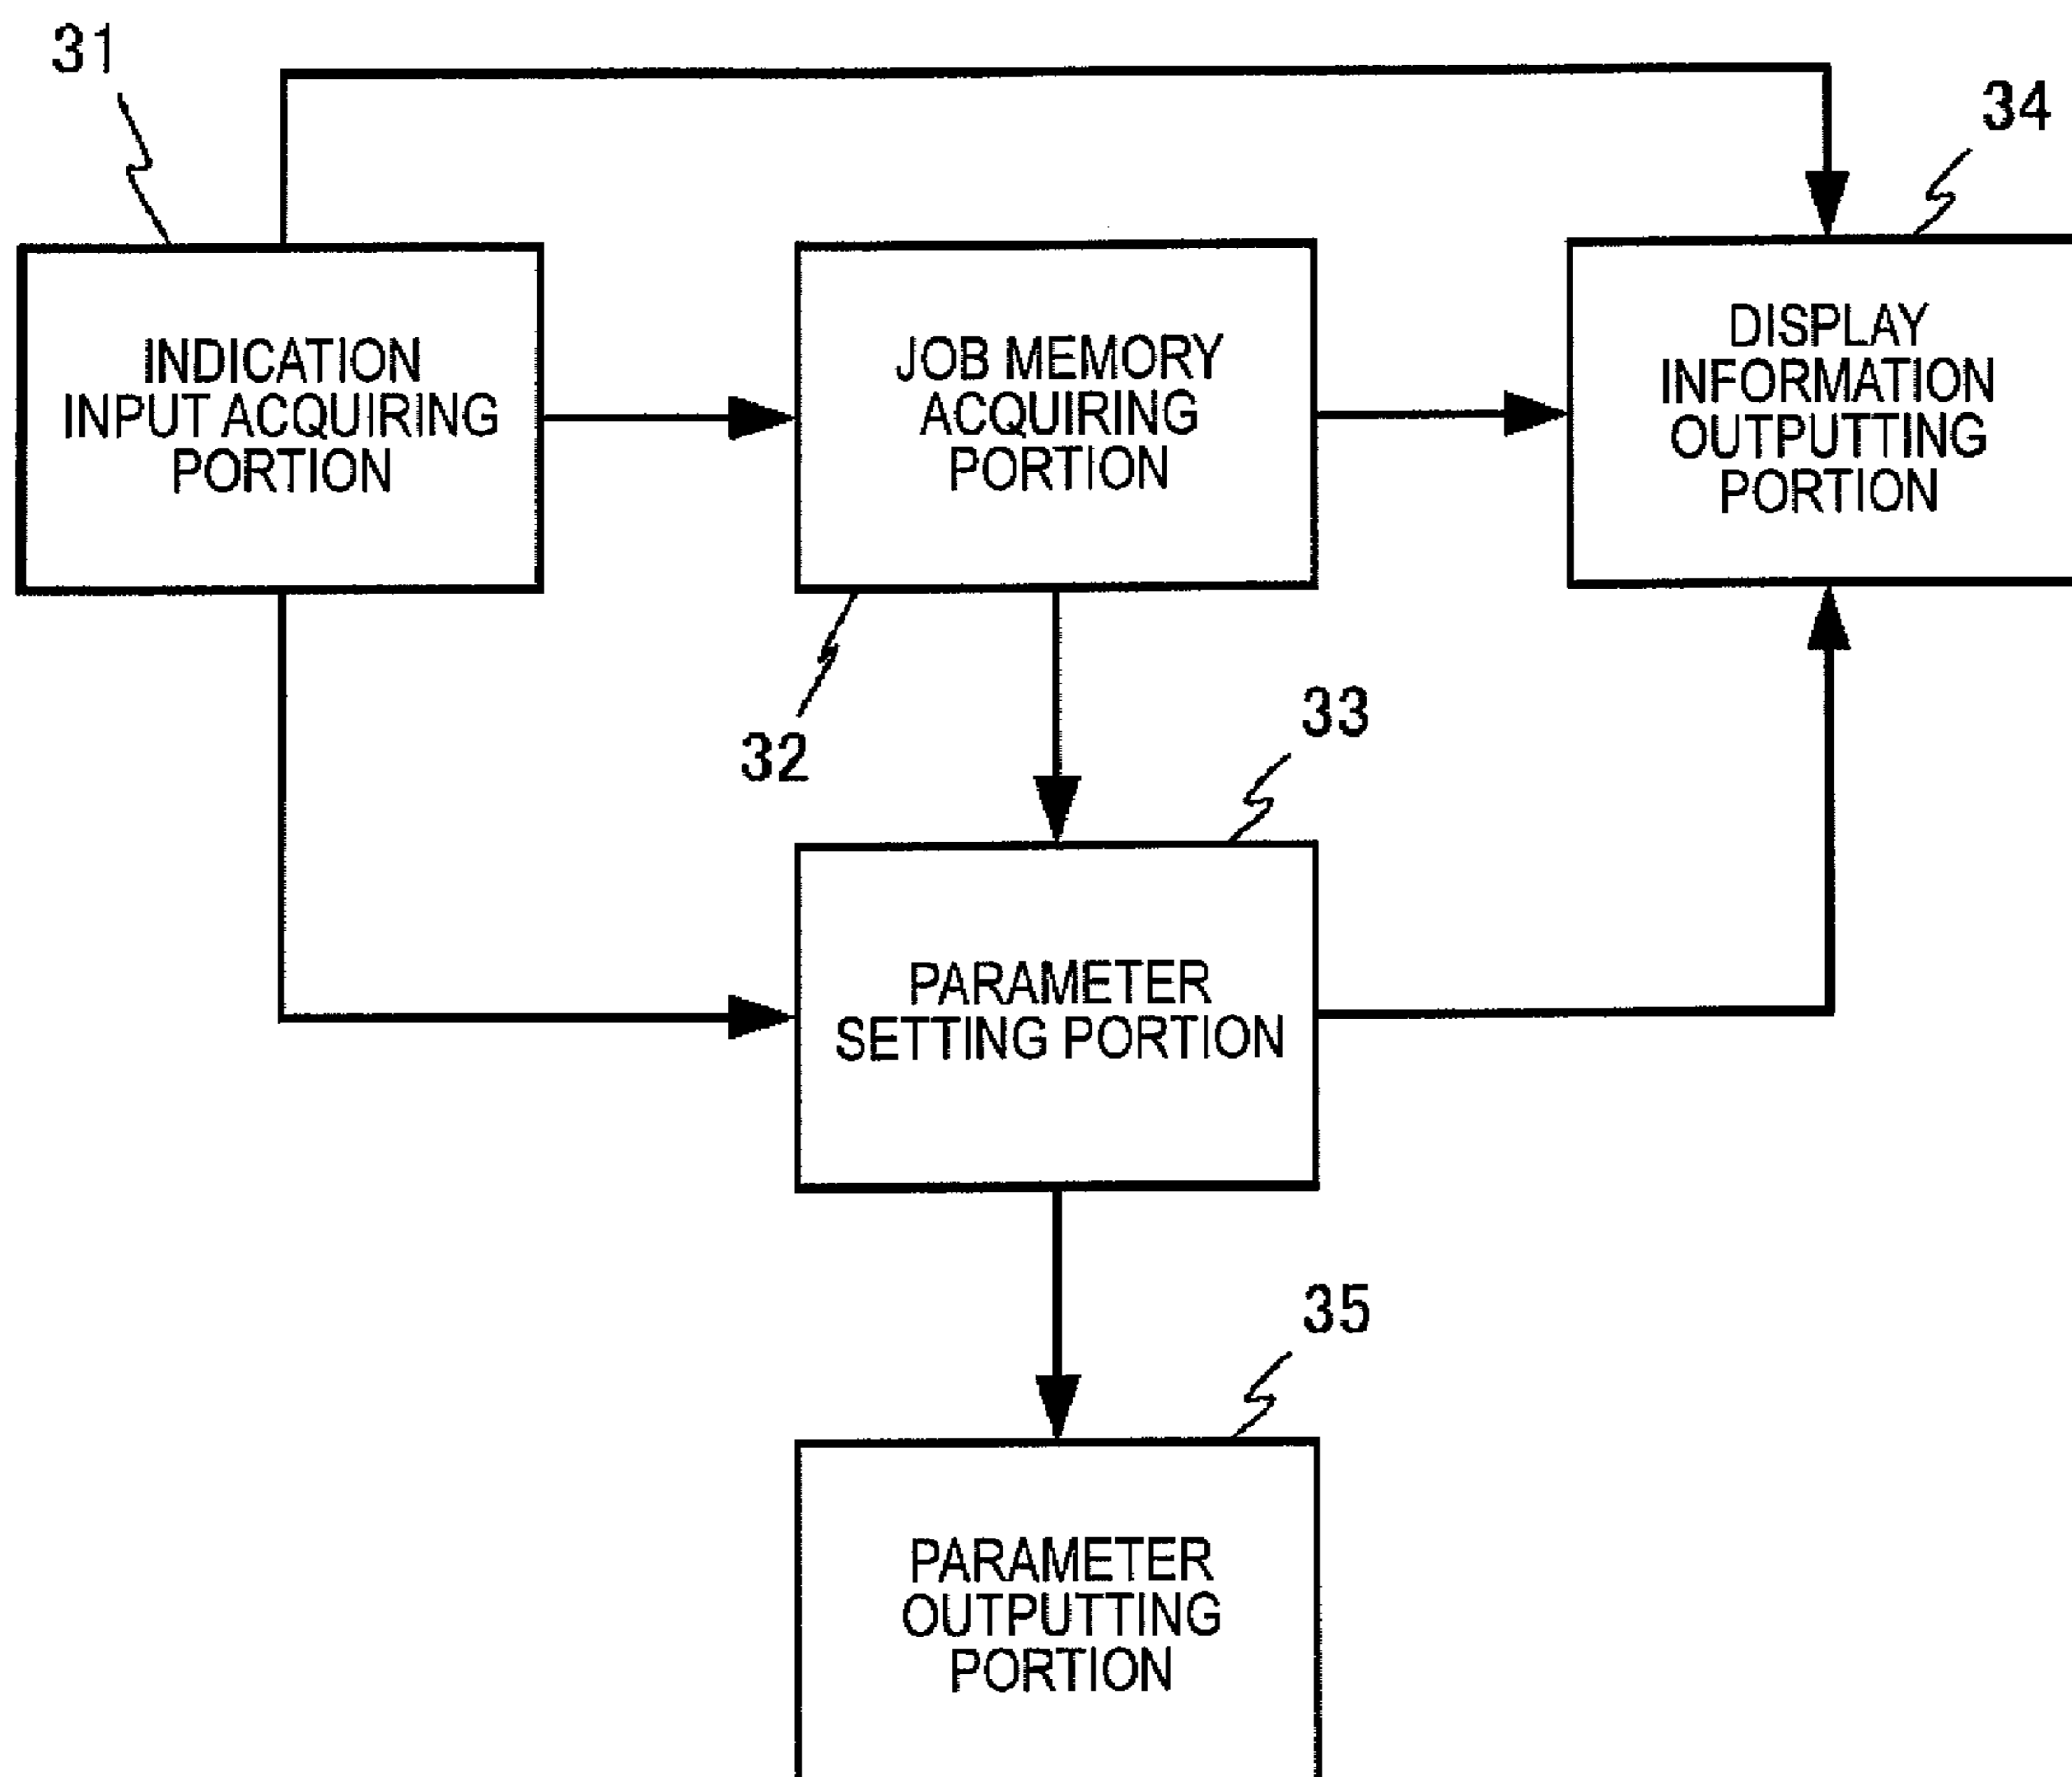 31
34
INDICATION
INPUT ACQUIRING
PORTION
JOB MEMORY
ACQUIRING
PORTION
DISPLAY
INFORMATION
OUTPUTTING
PORTION
32
33
PARAMETER
SETTING PORTION
35
PARAMETER
OUTPUTTING
PORTION